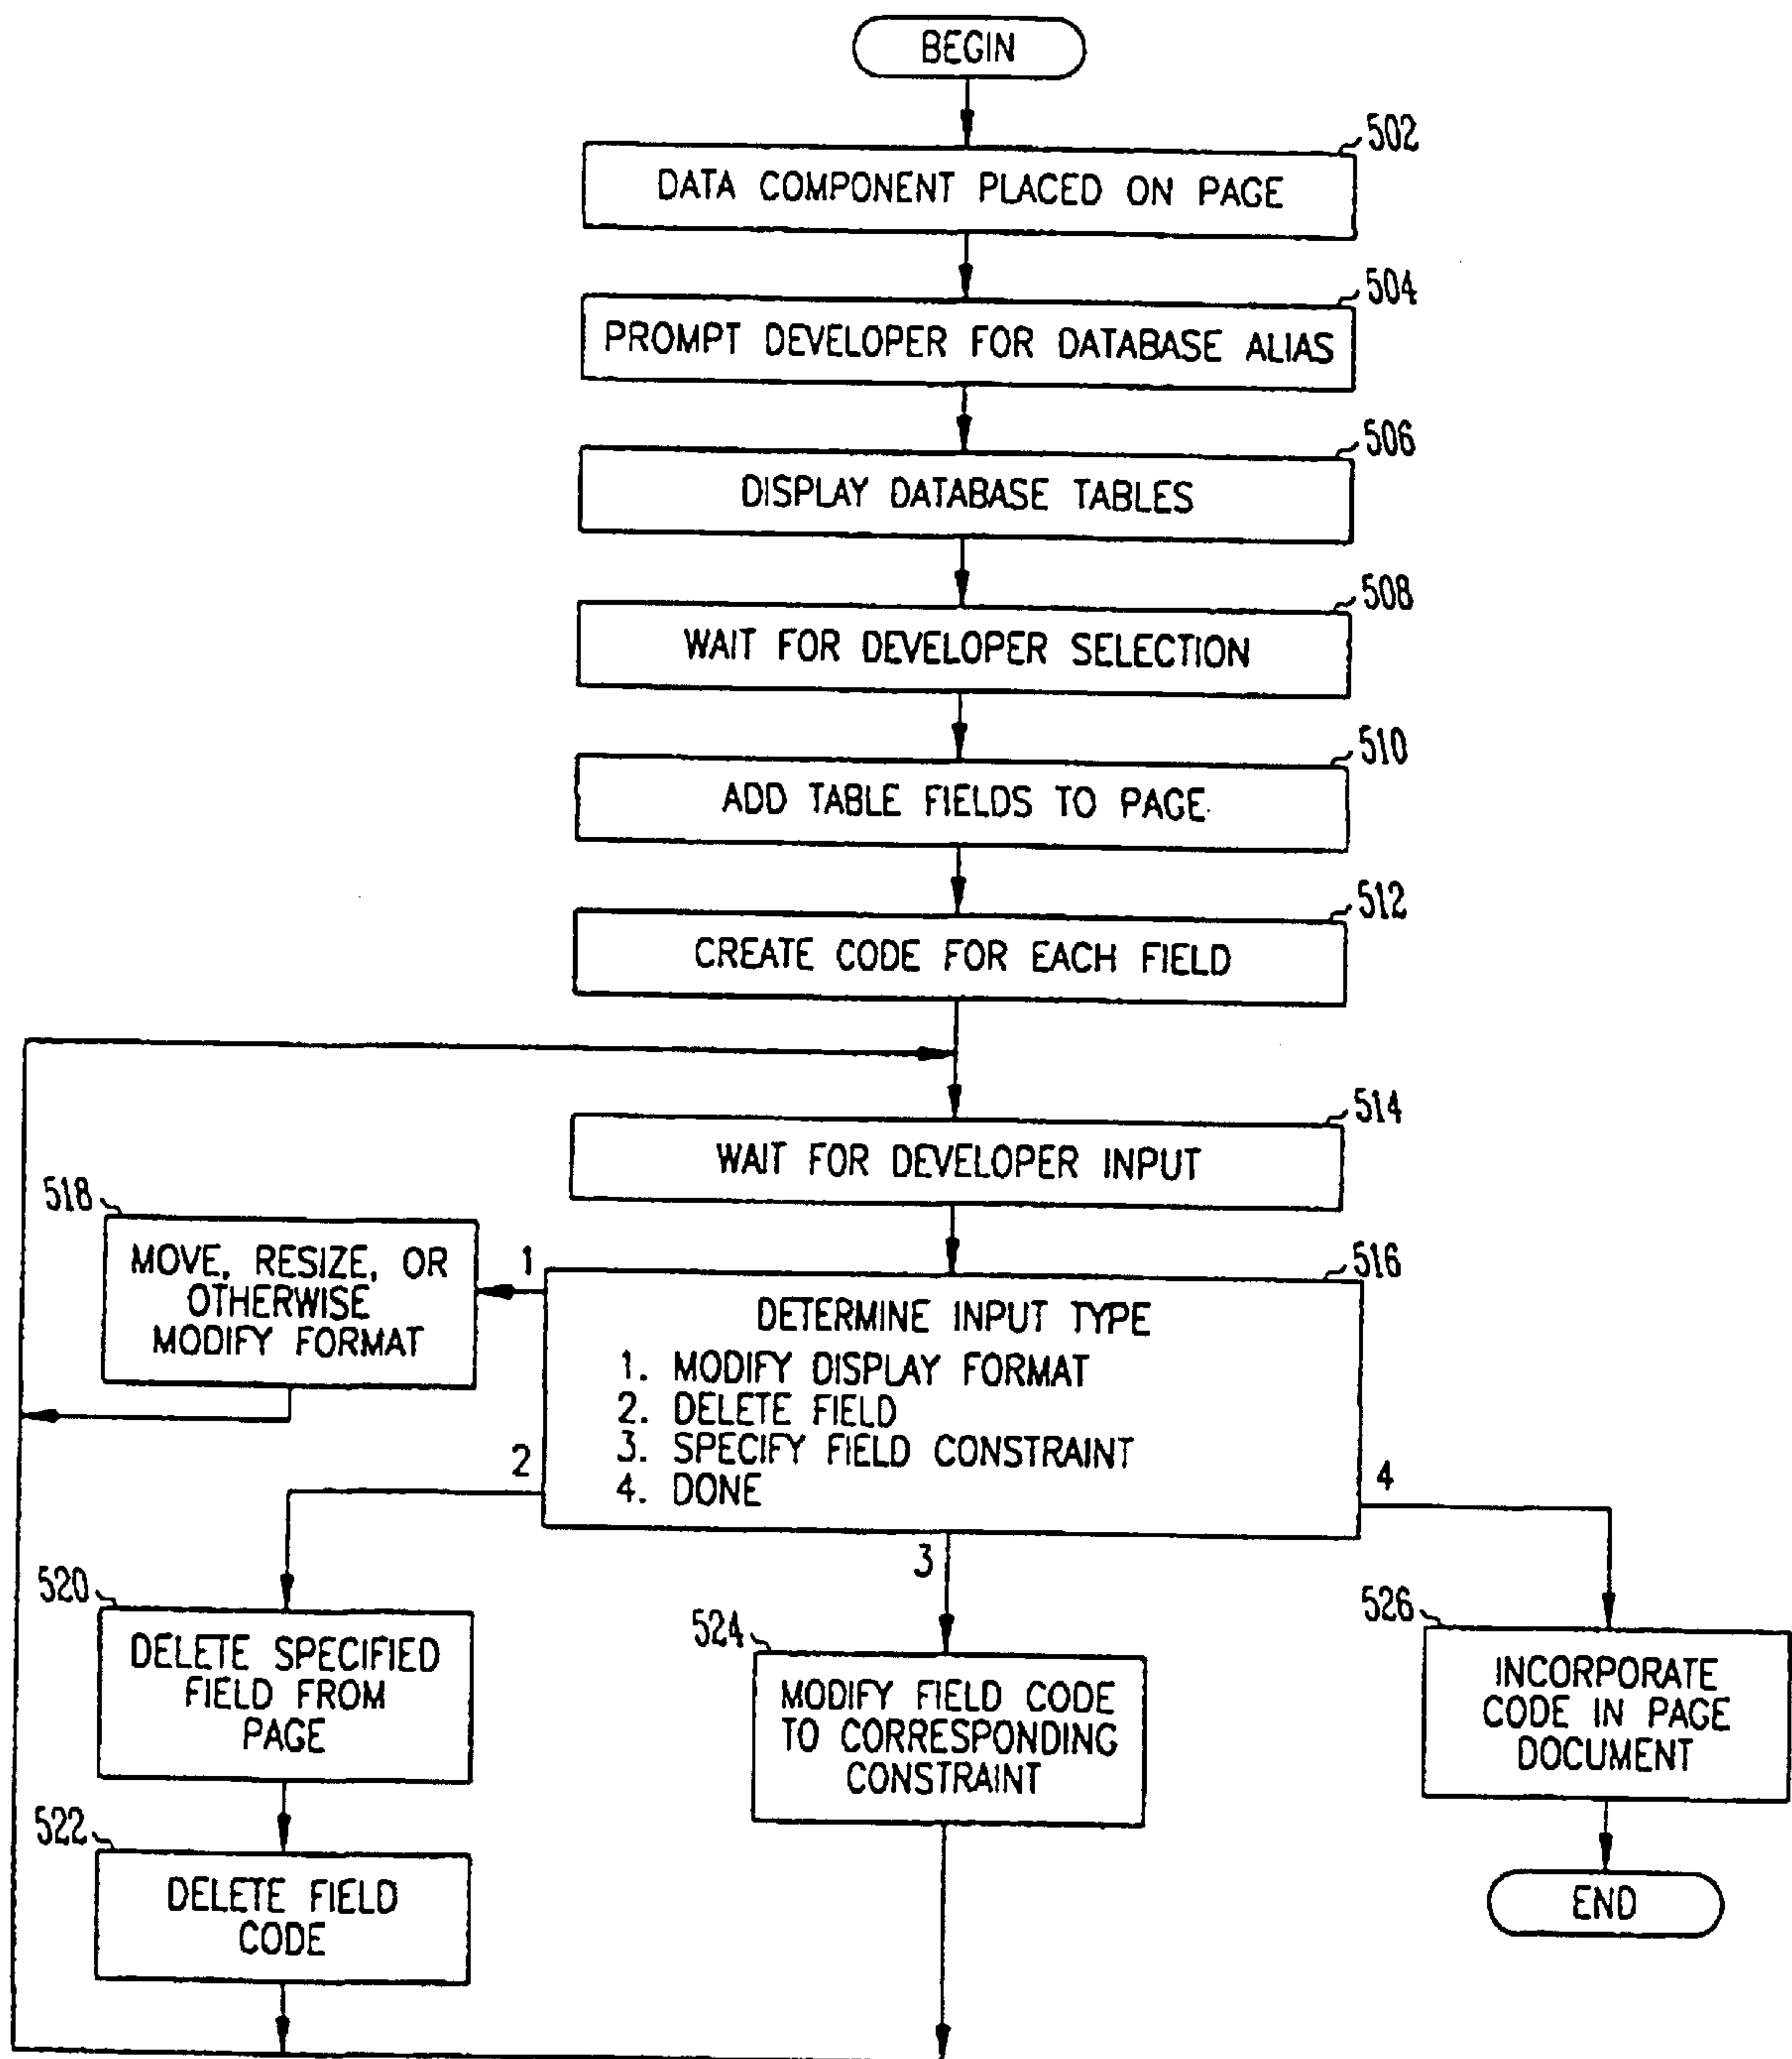 BEGIN
502
DATA COMPONENT PLACED ON PAGE
504
PROMPT DEVELOPER FOR DATABASE ALIAS
506
DISPLAY DATABASE TABLES
508
WAIT FOR DEVELOPER SELECTION
510
ADD TABLE FIELDS TO PAGE
512
CREATE CODE FOR EACH FIELD
514
WAIT FOR DEVELOPER INPUT
518
MOVE, RESIZE, OR
OTHERWISE
MODIFY FORMAT
1
516
DETERMINE INPUT TYPE
1. MODIFY DISPLAY FORMAT
2. DELETE FIELD
3. SPECIFY FIELD CONSTRAINT
4. DONE
2
4
3
520
DELETE SPECIFIED
FIELD FROM
PAGE
524
MODIFY FIELD CODE
TO CORRESPONDING
CONSTRAINT
526
INCORPORATE
CODE IN PAGE
DOCUMENT
522
DELETE FIELD
CODE
END